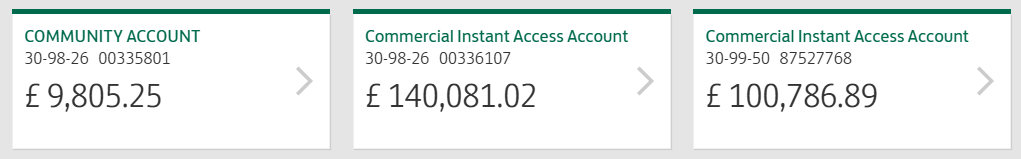 COMMUNITY ACCOUNT
30-98-26 00335801
£ 9,805.25
Commercial Instant Access Account
30-98-26 00336107
£ 140,081.02
Commercial Instant Access Account
30-99-50 87527768
£ 100,786.89